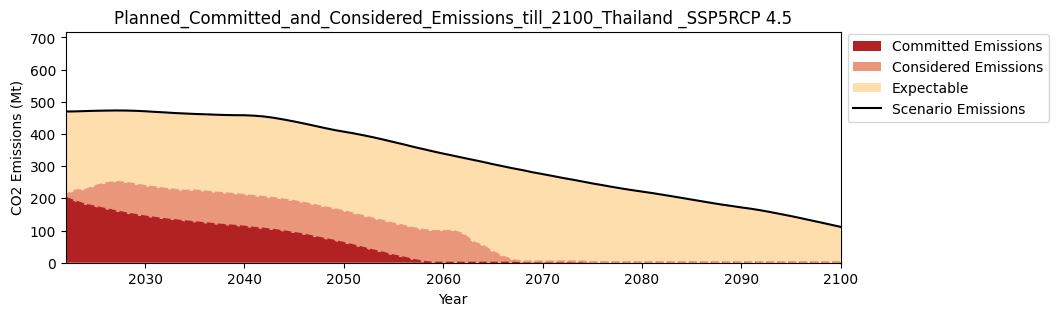 Planned_Committed_and_Considered_Emissions_till_2100_Thailand _SSP5RCP 4.5
700
600
500
400
300
200
100
0
CO2 Emissions (Mt)
2030 2040 2050 2060 2070 2080 2090 2100
Year
Committed Emissions
Considered Emissions
Expectable
Scenario Emissions